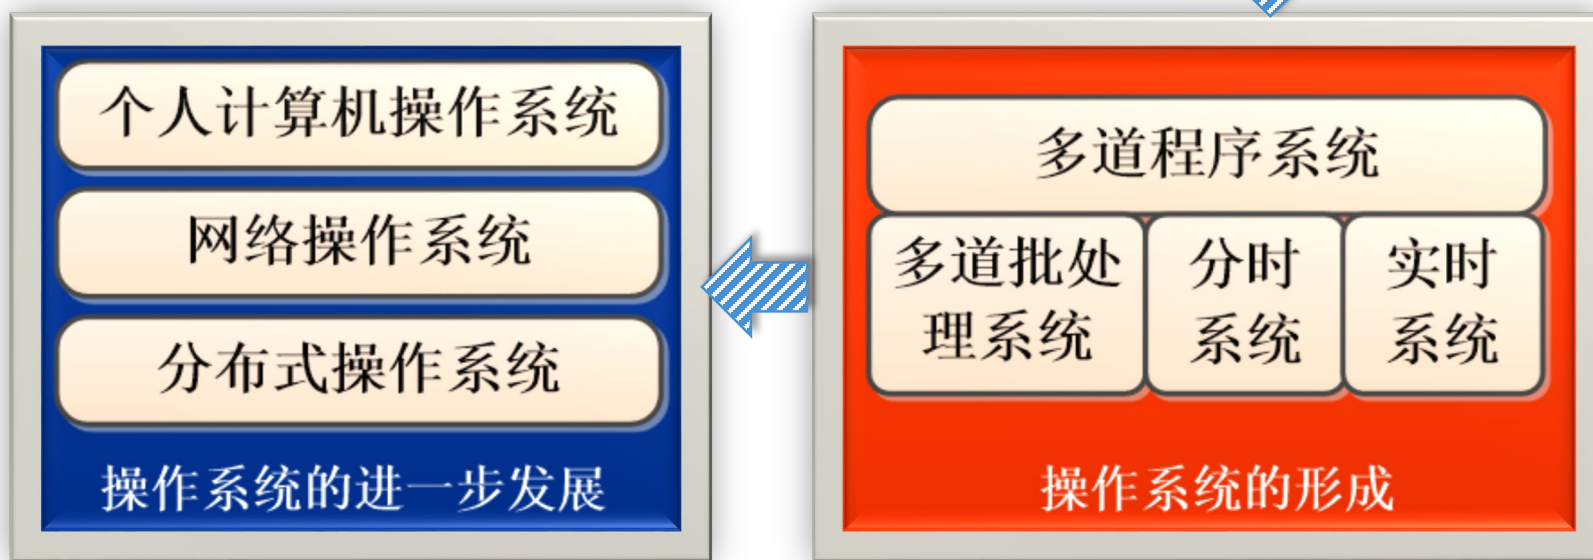 个人计算机操作系统
网络操作系统
分布式操作系统
操作系统的进一步发展
多道程序系统
多道批处
理系统
分时
系统
实时
系统
操作系统的形成